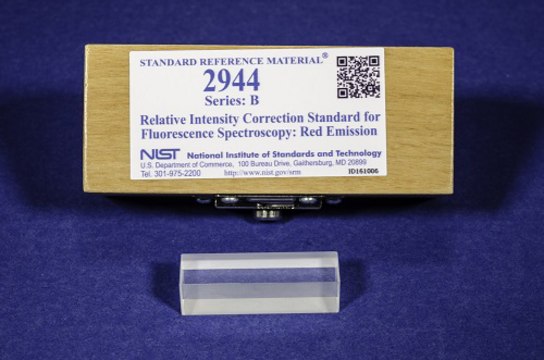 STANDARD REFERENCE MATERIAL®
2944
Series: B
Relative Intensity Correction Standard for
Fluorescence Spectroscopy: Red Emission
NIST National Institute of Standards and Technology
U.S. Department of Commerce, 100 Bureau Drive, Gaithersburg, MD 20899
Tel. 301-975-2200 http://www.nist.gov/srm ID161006